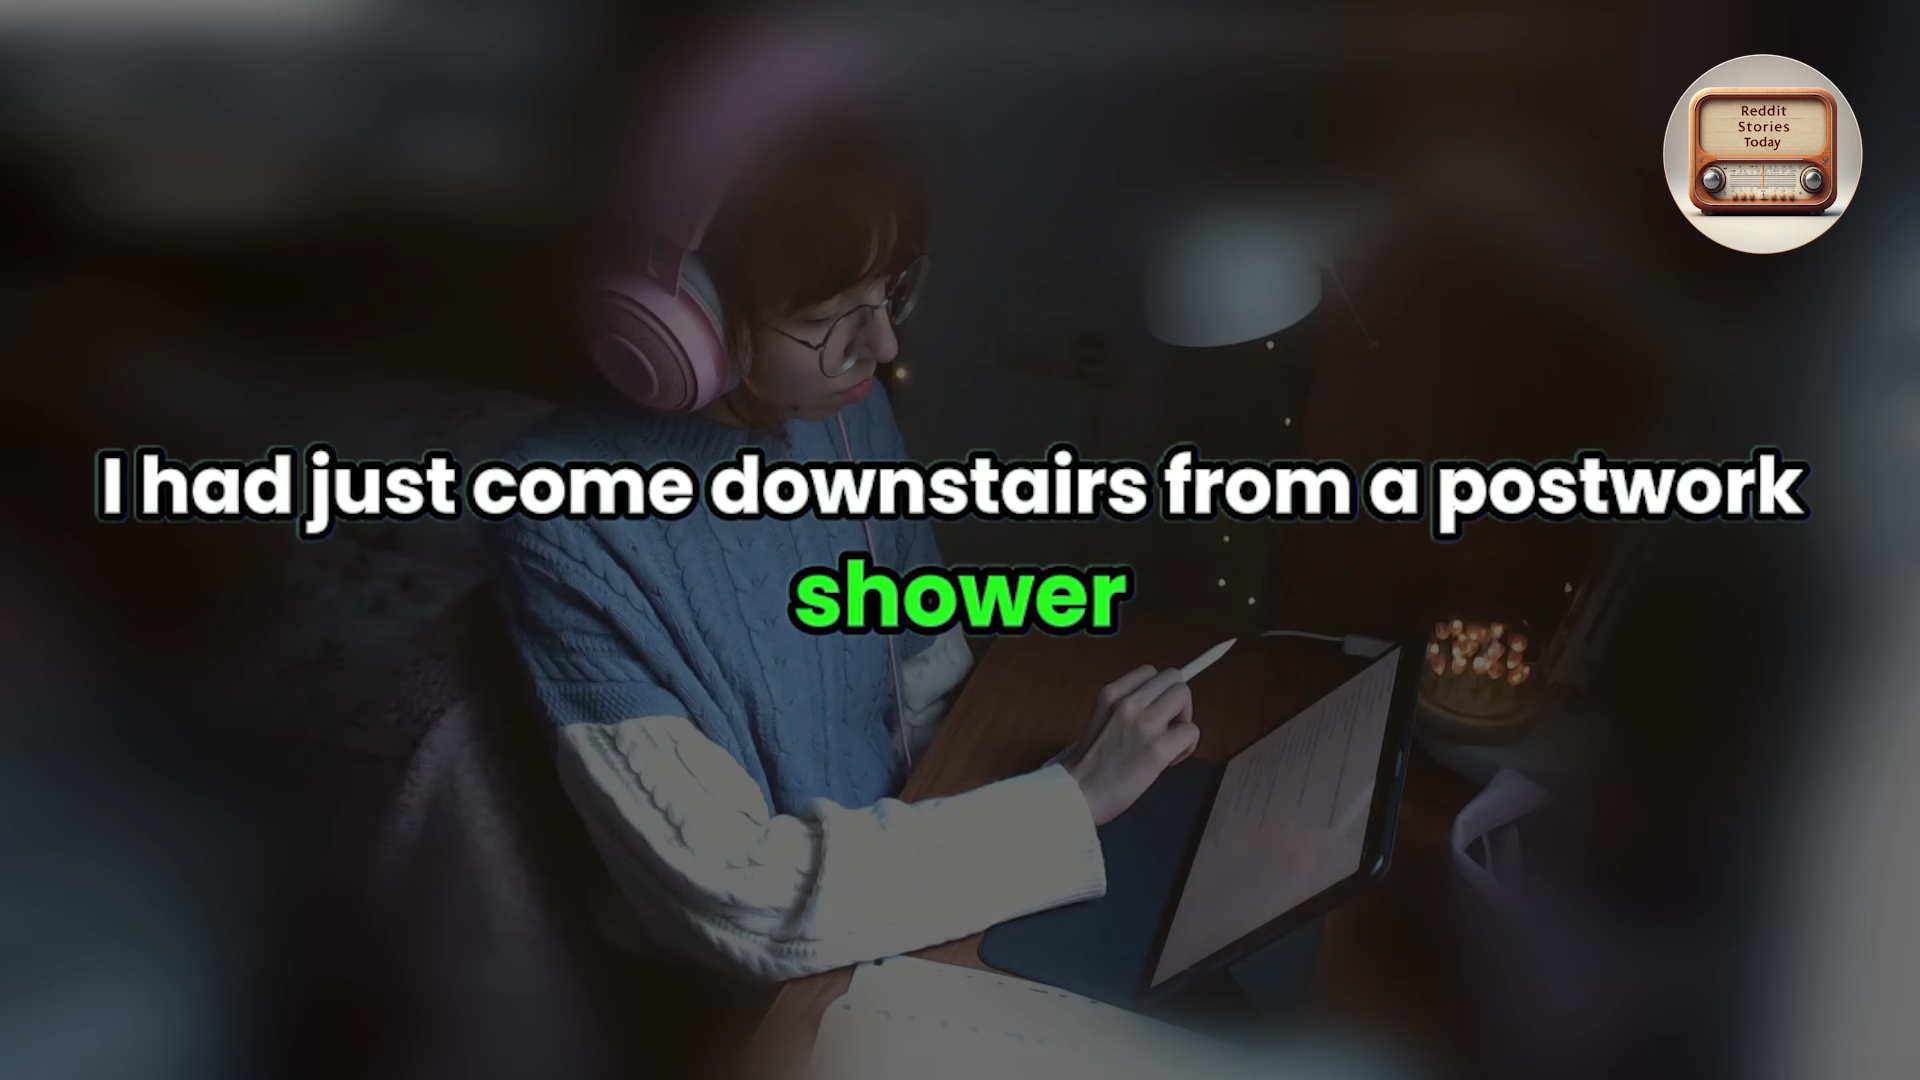 Reddit
Stories
Today
I had just come downstairs from a postwork
shower